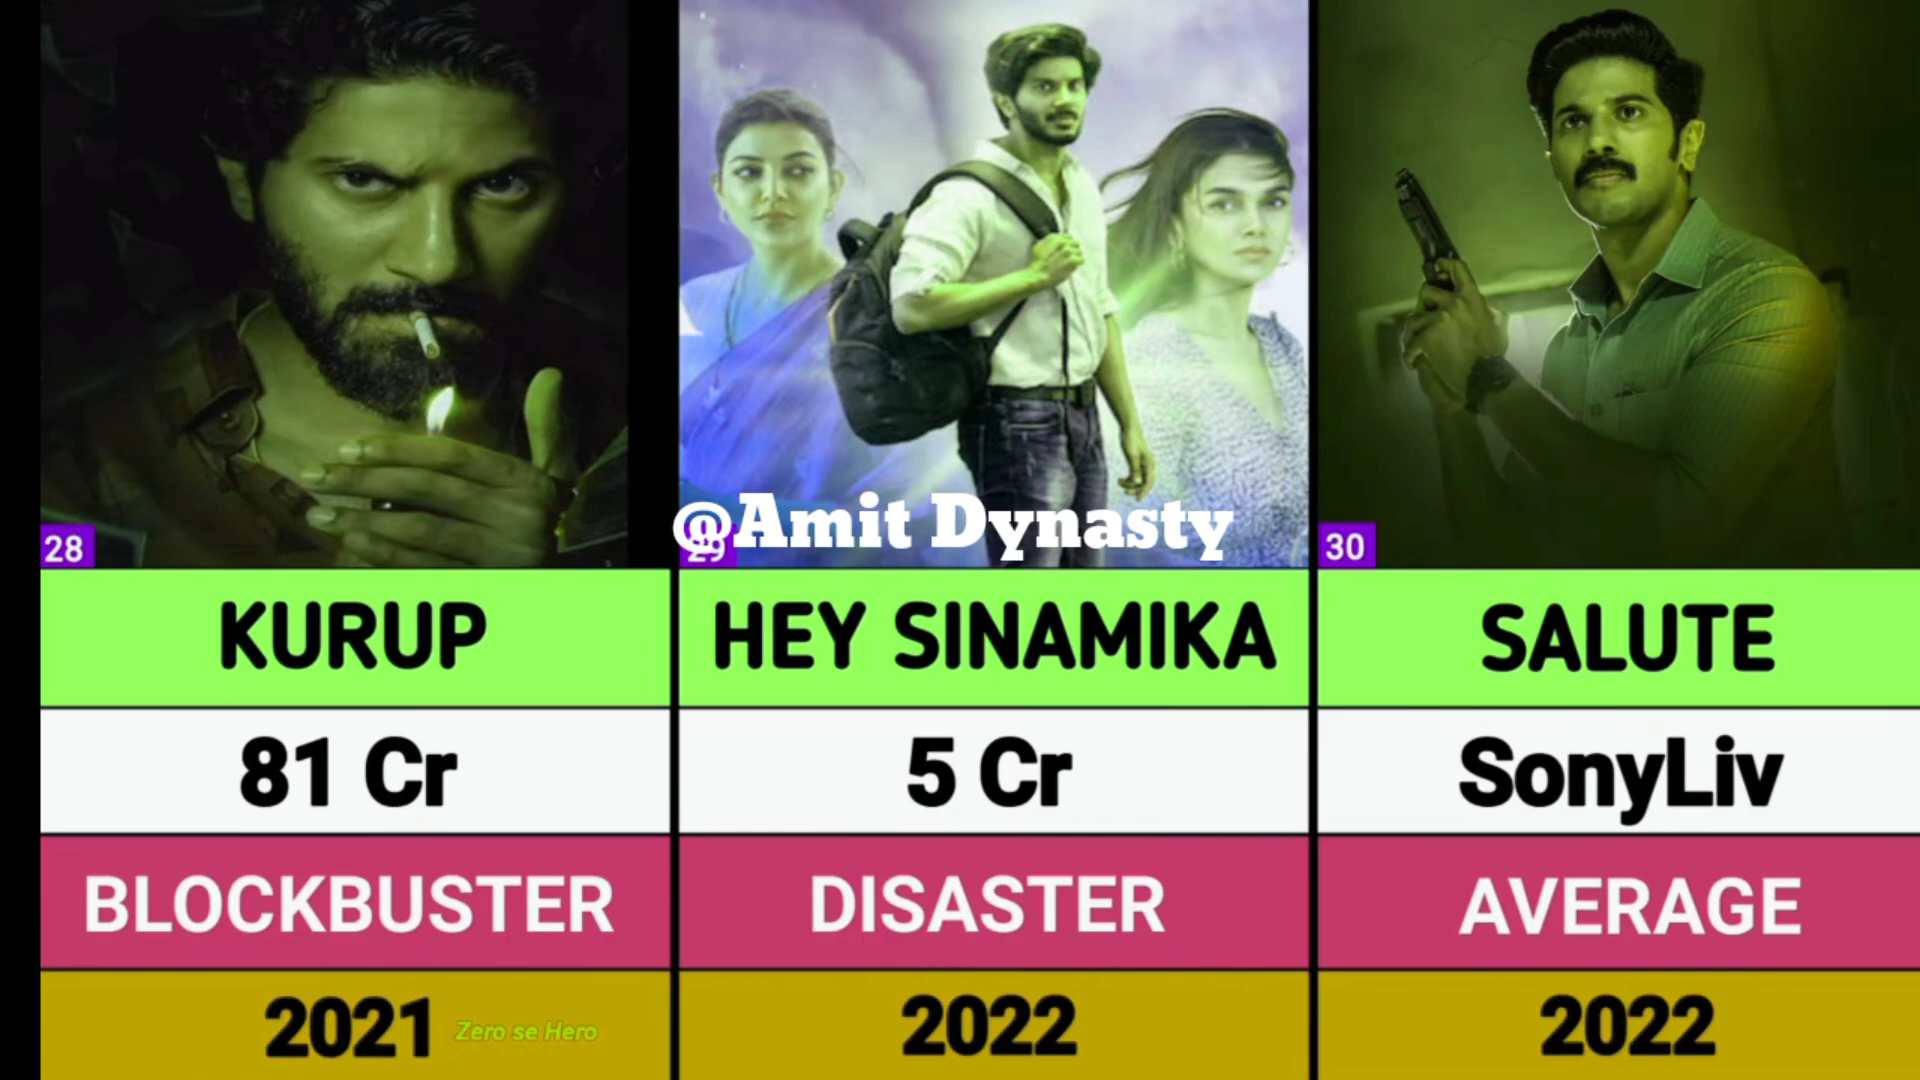 28
@Amit Dynasty
29
30
KURUP
HEY SINAMIKA
SALUTE
81 Cr
5 Cr
SonyLiv
BLOCKBUSTER
DISASTER
AVERAGE
2021
Zero se Hero
2022
2022